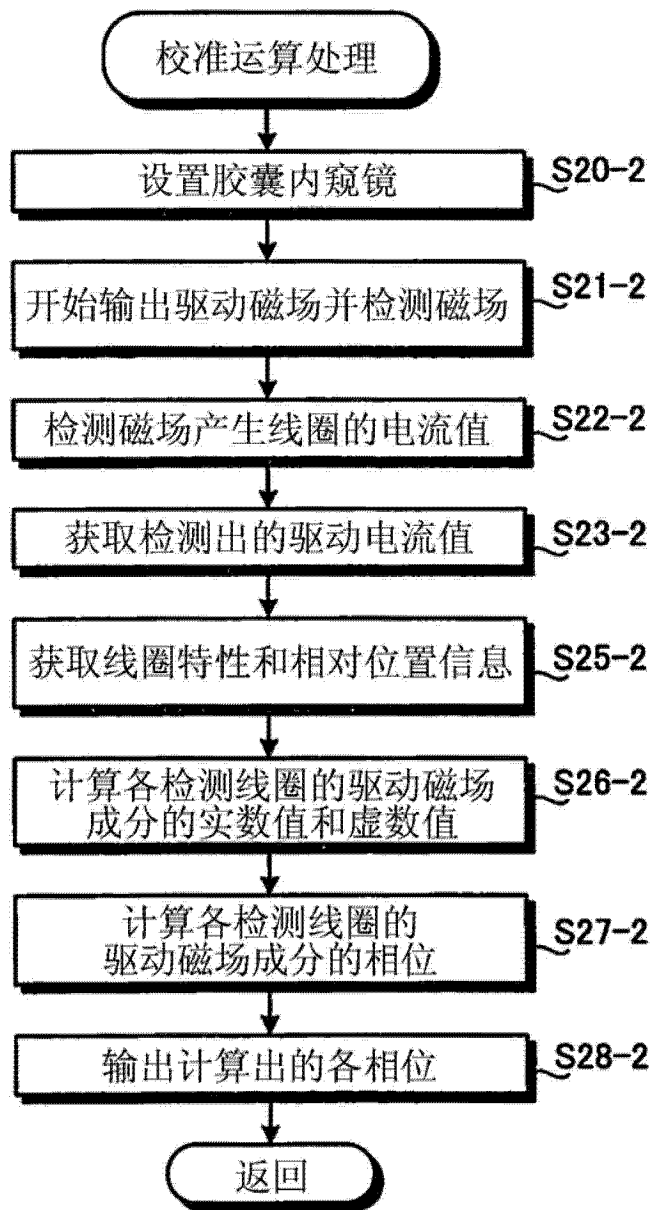 校准运算处理
设置胶囊内窥镜
S20-2
开始输出驱动磁场并检测磁场
S21-2
检测磁场产生线圈的电流值
S22-2
获取检测出的驱动电流值
S23-2
获取线圈特性和相对位置信息
S25-2
计算各检测线圈的驱动磁场
成分的实数值和虚数值
S26-2
计算各检测线圈的
驱动磁场成分的相位
S27-2
输出计算出的各相位
S28-2
返回